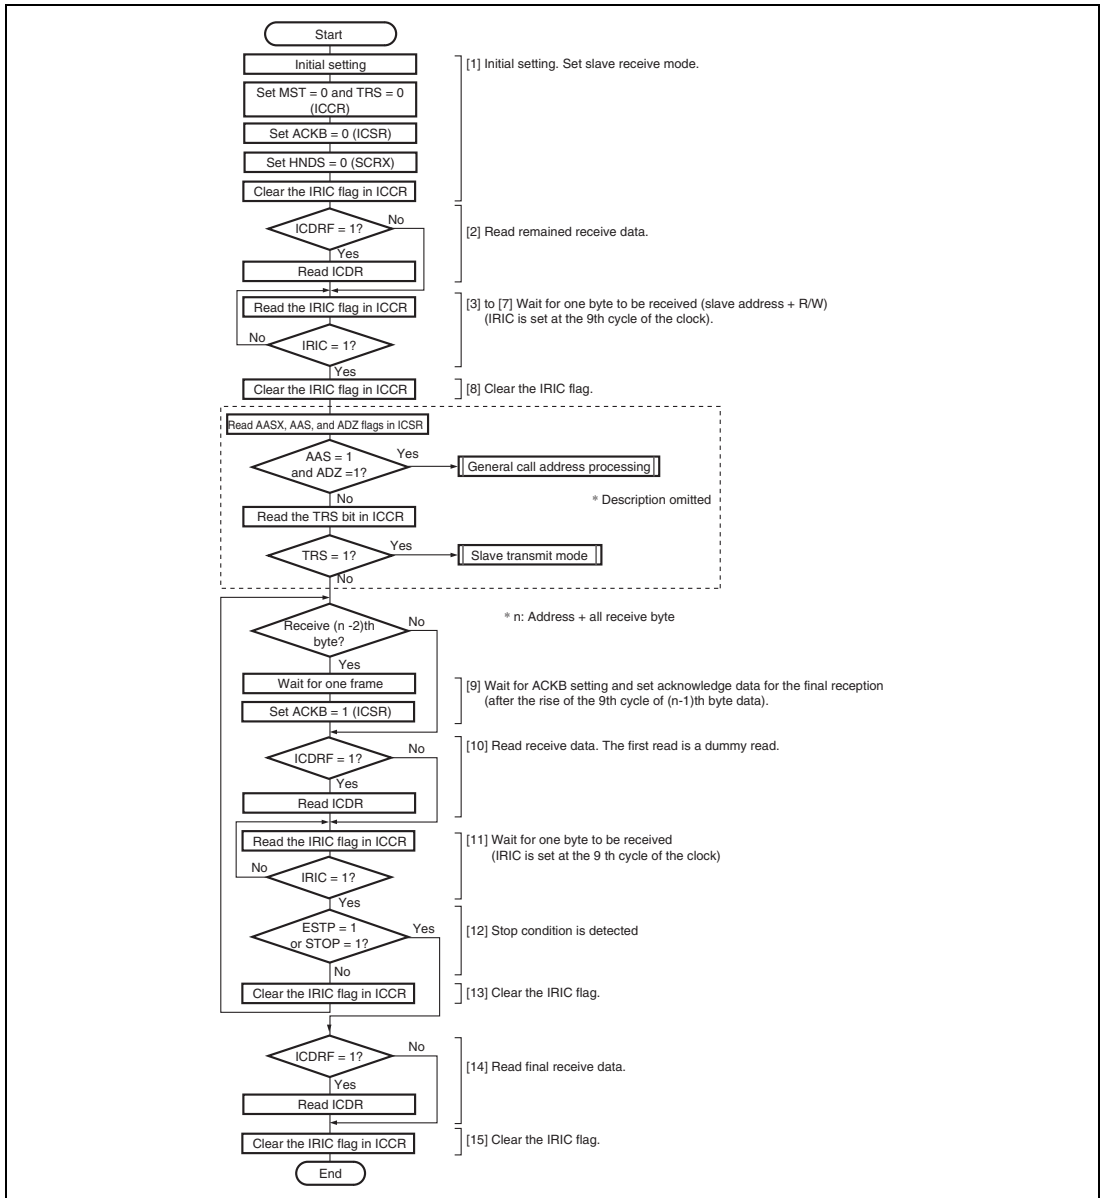 Start
Initial setting
[1] Initial setting. Set slave receive mode.
Set MST = 0 and TRS = 0
(ICCR)
Set ACKB = 0 (ICSR)
Set HNDS = 0 (SCRX)
Clear the IRIC flag in ICCR
ICDRF = 1?
No
[2] Read remained receive data.
Yes
Read ICDR
Read the IRIC flag in ICCR
[3] to [7] Wait for one byte to be received (slave address + R/W)
(IRIC is set at the 9th cycle of the clock).
No
IRIC = 1?
Yes
Clear the IRIC flag in ICCR
[8] Clear the IRIC flag.
Read AASX, AAS, and ADZ flags in ICSR
AAS = 1
and ADZ =1?
Yes
General call address processing
No
* Description omitted
Read the TRS bit in ICCR
TRS = 1?
Yes
Slave transmit mode
No
* n: Address + all receive byte
Receive (n -2)th
byte?
No
Yes
Wait for one frame
[9] Wait for ACKB setting and set acknowledge data for the final reception
(after the rise of the 9th cycle of (n-1)th byte data).
Set ACKB = 1 (ICSR)
ICDRF = 1?
No
[10] Read receive data. The first read is a dummy read.
Yes
Read ICDR
Read the IRIC flag in ICCR
[11] Wait for one byte to be received
(IRIC is set at the 9 th cycle of the clock)
No
IRIC = 1?
Yes
ESTP = 1
or STOP = 1?
Yes
[12] Stop condition is detected
No
Clear the IRIC flag in ICCR
[13] Clear the IRIC flag.
ICDRF = 1?
No
[14] Read final receive data.
Yes
Read ICDR
Clear the IRIC flag in ICCR
[15] Clear the IRIC flag.
End